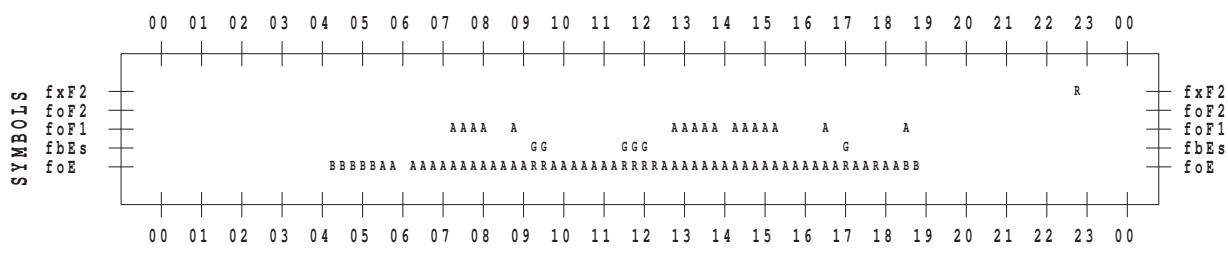 00 01 02 03 04 05 06 07 08 09 10 11 12 13 14 15 16 17 18 19 20 21 22 23 00
SYMBOLS
fxF2 R fxF2
foF2 foF2
foF1 AAAA A AAAAA AAAAA A A foF1
fbEs GG GGG G fbEs
foE BBBBBAA AAAAAAAAAAAARRAAAAAAARRRRAAAAAAAAAAAAAAAAAARAARAABB foE
00 01 02 03 04 05 06 07 08 09 10 11 12 13 14 15 16 17 18 19 20 21 22 23 00